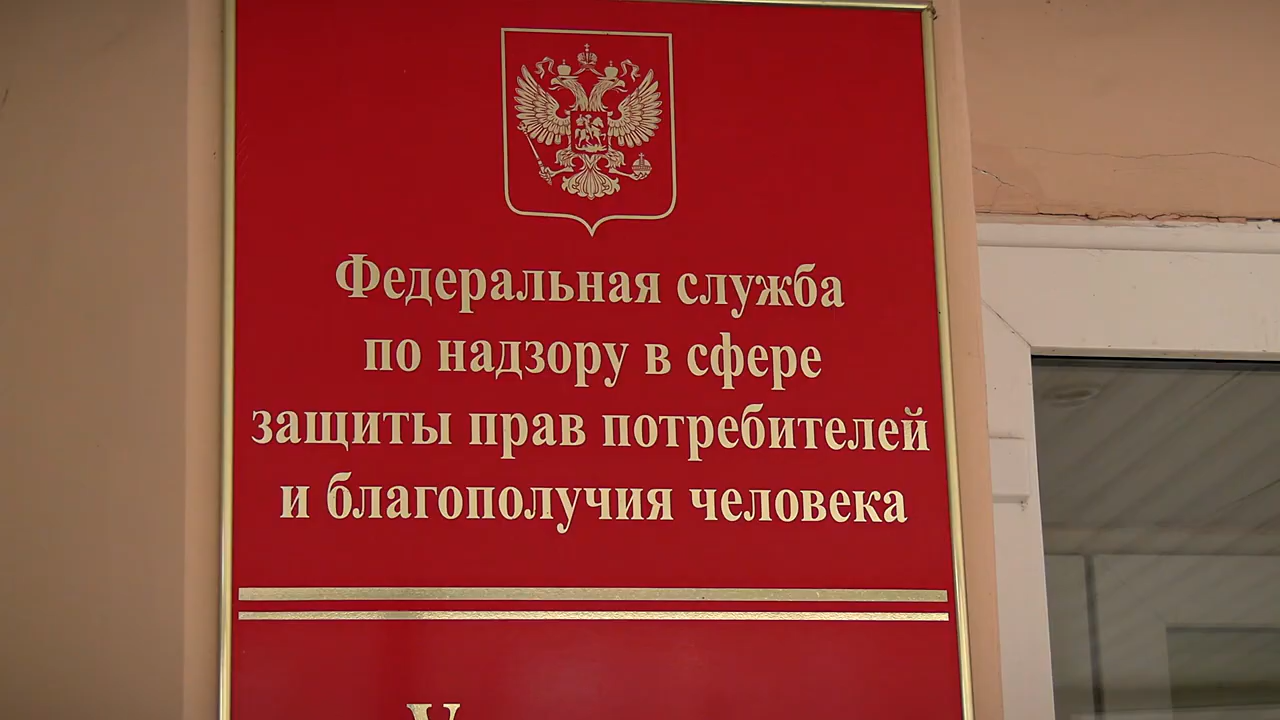 Федеральная служба
по надзору в сфере
защиты прав потребителей
и благополучия человека